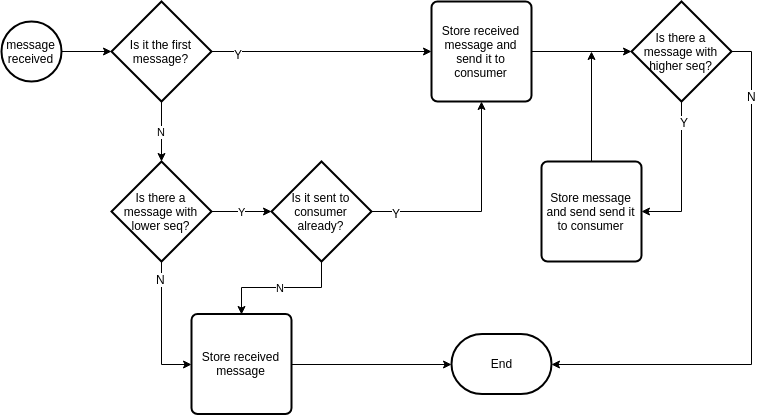 message
received
Is it the first
message?
Y
Store received
message and
send it to
consumer
Is there a
message with
higher seq?
N
Y
N
Is there a
message with
lower seq?
Y
Is it sent to
consumer
already?
Y
Store message
and send send it
to consumer
N
N
Store received
message
End